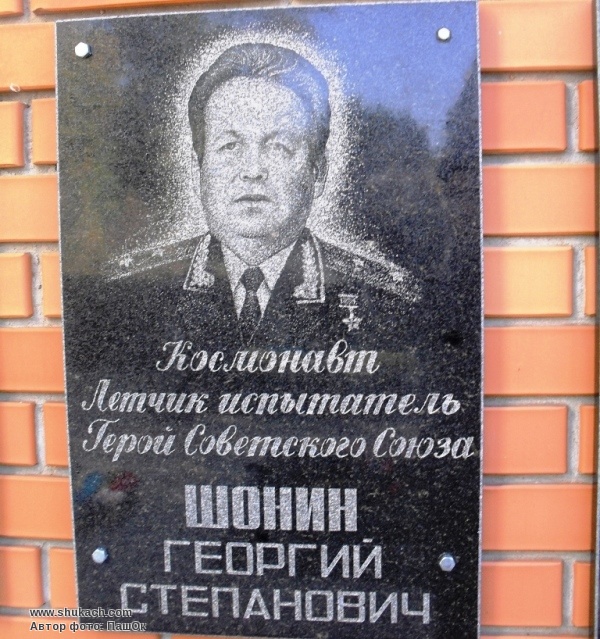 Космонавт
Летчик испытатель
Герой Советского Союза
ШОНИН
ГЕОРГИЙ
СТЕПАНОВИЧ
www.shukach.com
Автор фото: ПашОк